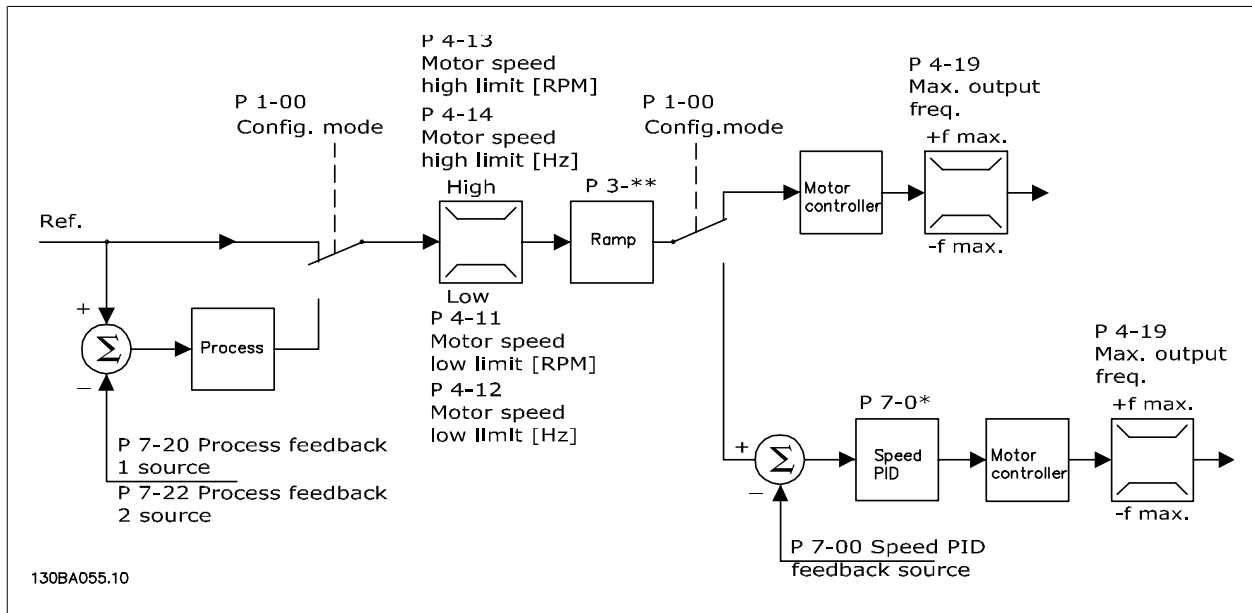 P 4-13
Motor speed
high limit [RPM]
P 4-14
Motor speed
high limit [Hz]
High
P 1-00
Config. mode
P 3-**
P 1-00
Config.mode
P 4-19
Max. output
freq.
+f max.
Motor
controller
-f max.
Ref.
Ramp
Low
P 4-11
Motor speed
low limit [RPM]
P 4-12
Motor speed
low limit [Hz]
+
Σ
–
Process
P 7-20 Process feedback
1 source
P 7-22 Process feedback
2 source
P 4-19
Max. output
freq.
+f max.
P 7-0*
+
Σ
–
Speed
PID
Motor
controller
-f max.
P 7-00 Speed PID
feedback source
130BA055.10